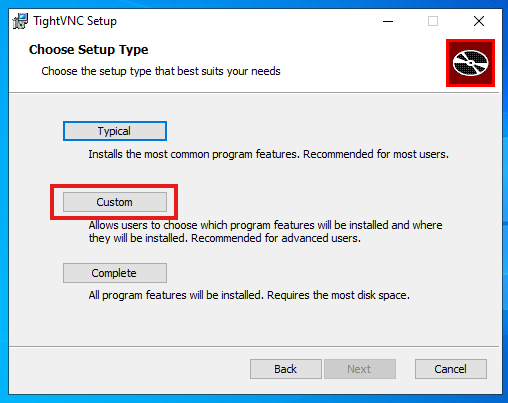 TightVNC Setup
Choose Setup Type
Choose the setup type that best suits your needs
Typical
Installs the most common program features. Recommended for most users.
Custom
Allows users to choose which program features will be installed and where
they will be installed. Recommended for advanced users.
Complete
All program features will be installed. Requires the most disk space.
Back
Next
Cancel